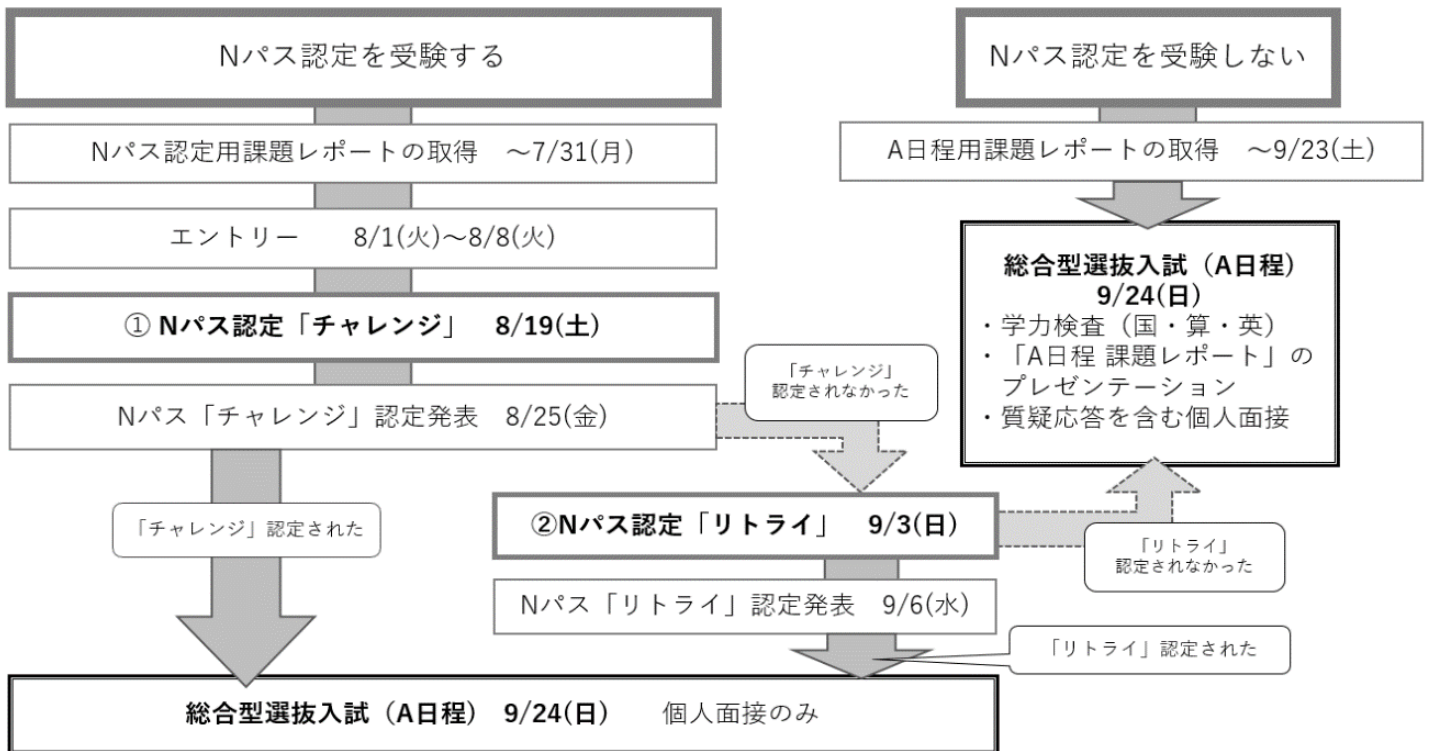 Nパス認定を受験する
Nパス認定用課題レポートの取得　～7/31(月)
エントリー　　8/1(火)～8/8(火)
① Nパス認定「チャレンジ」　8/19(土)
Nパス「チャレンジ」認定発表　8/25(金)
「チャレンジ」
認定されなかった
「チャレンジ」認定された
②Nパス認定「リトライ」　9/3(日)
Nパス「リトライ」認定発表　9/6(水)
「リトライ」
認定されなかった
「リトライ」認定された
総合型選抜入試（A日程） 9/24(日)　　個人面接のみ
Nパス認定を受験しない
A日程用課題レポートの取得　～9/23(土)
総合型選抜入試（A日程）
9/24(日)
・学力検査（国・算・英）
・「A日程 課題レポート」の
プレゼンテーション
・質疑応答を含む個人面接